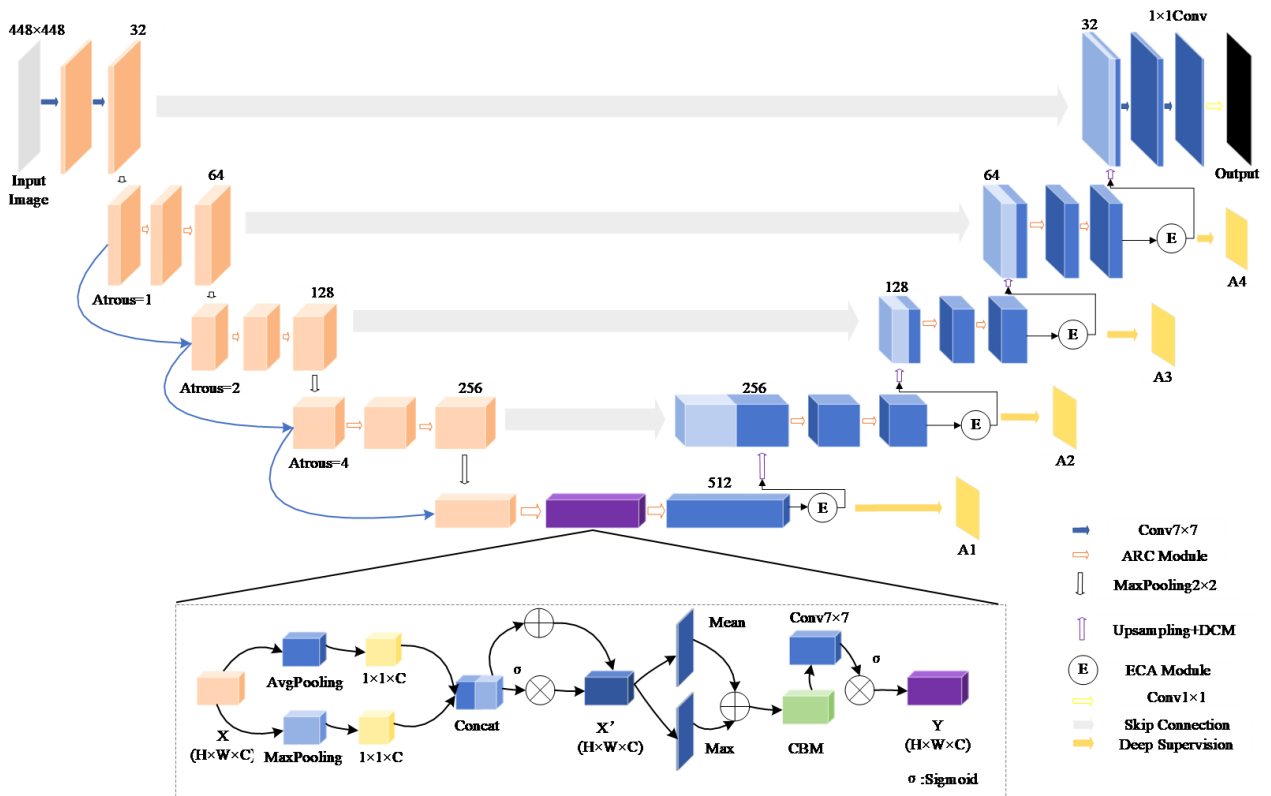 448×448
32
32
1×1Conv
Input
Image
Output
64
64
Atrous=1
E
A4
128
128
Atrous=2
E
A3
256
256
Atrous=4
E
A2
512
E
A1
Conv7×7
ARC Module
MaxPooling2×2
Upsampling+DCM
E
ECA Module
Conv1×1
Skip Connection
Deep Supervision
AvgPooling
1×1×C
X
(H×W×C)
MaxPooling
1×1×C
Concat
σ
X'
(H×W×C)
Mean
Max
Conv7×7
σ
CBM
Y
(H×W×C)
σ :Sigmoid